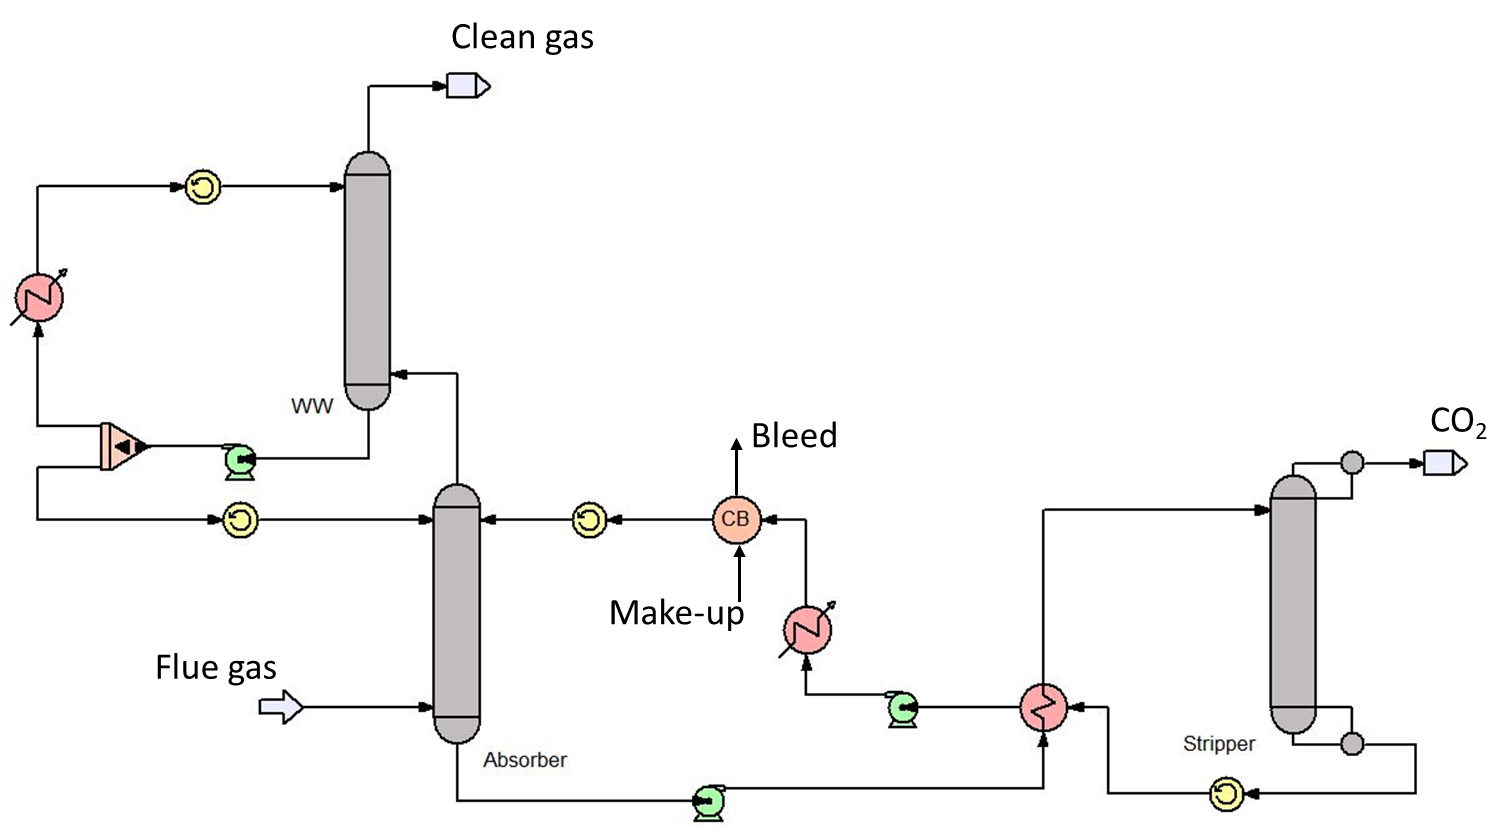 Clean gas
WW
CO₂
Bleed
CB
Make-up
Flue gas
Stripper
Absorber